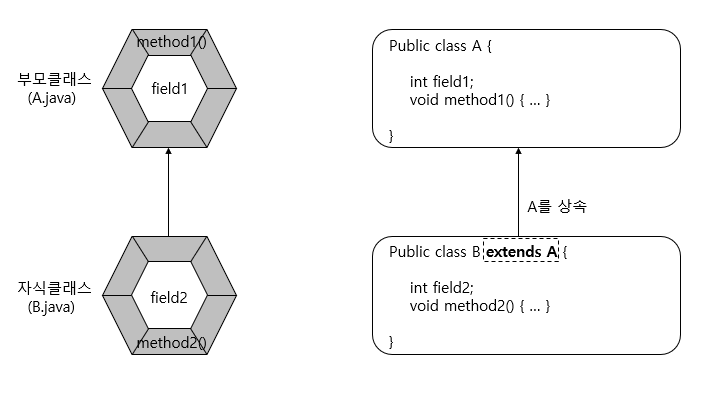 method1()
부모클래스
(A.java)
field1
Public class A {
int field1;
void method1() { ... }
}
A를 상속
자식클래스
(B.java)
field2
method2()
Public class B extends A {
int field2;
void method2() { ... }
}